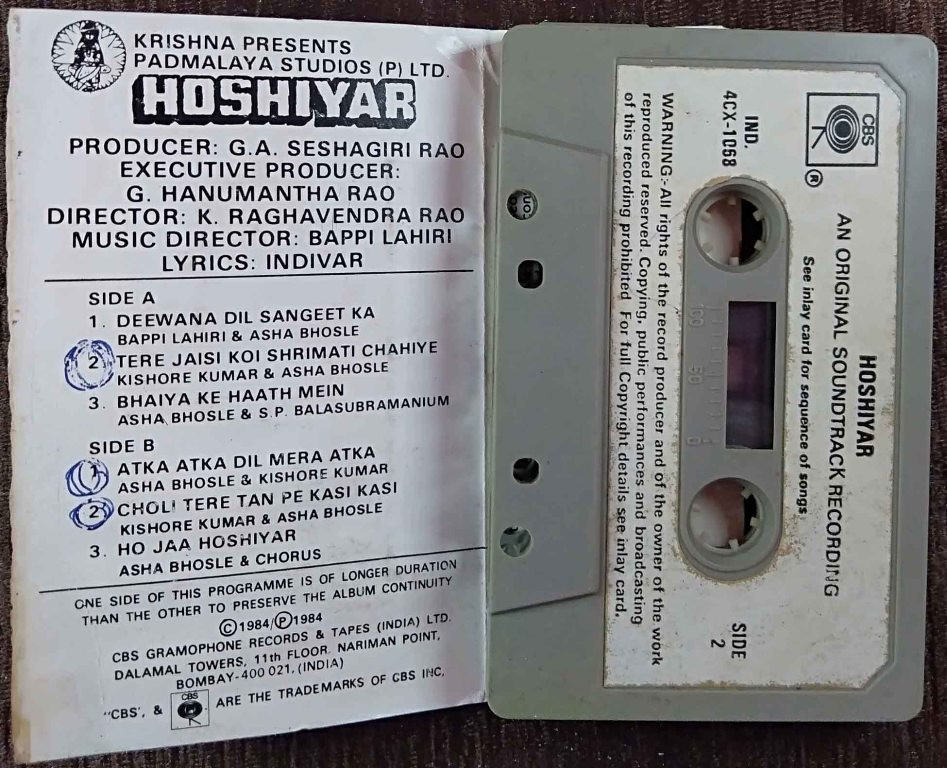 KRISHNA PRESENTS
PADMALAYA STUDIOS (P) LTD.
HOSHIYAR
PRODUCER: G.A. SESHAGIRI RAO
EXECUTIVE PRODUCER:
G. HANUMANTHA RAO
DIRECTOR: K. RAGHAVENDRA RAO
MUSIC DIRECTOR: BAPPI LAHIRI
LYRICS: INDIVAR
SIDE A
1. DEEWANA DIL SANGEET KA
BAPPI LAHIRI & ASHA BHOSLE
2 TERE JAISI KOI SHRIMATI CHAHIYE
KISHORE KUMAR & ASHA BHOSLE
3. BHAIYA KE HAATH MEIN
ASHA BHOSLE & S.P. BALASUBRAMANIUM
SIDE B
1 ATKA ATKA DIL MERA ATKA
ASHA BHOSLE & KISHORE KUMAR
2 CHOLI TERE TAN PE KASI KASI
KISHORE KUMAR & ASHA BHOSLE
3. HO JAA HOSHIYAR
ASHA BHOSLE & CHORUS
ONE SIDE OF THIS PROGRAMME IS OF LONGER DURATION
THAN THE OTHER TO PRESERVE THE ALBUM CONTINUITY
©1984/℗1984
CBS GRAMOPHONE RECORDS & TAPES (INDIA) LTD.
DALAMAL TOWERS, 11th FLOOR. NARIMAN POINT,
BOMBAY-400 021, (INDIA)
"CBS', & CBS ARE THE TRADEMARKS OF CBS INC,
CBS
®
AN ORIGINAL SOUNDTRACK RECORDING
HOSHIYAR
See inlay card for sequence of songs
IND.
4CX-1068
SIDE
2
100 50 0
WARNING:-All rights of the record producer and of the owner of the work
reproduced reserved. Copying, public performances and broadcasting
of this recording prohibited For full Copyright details see inlay card.